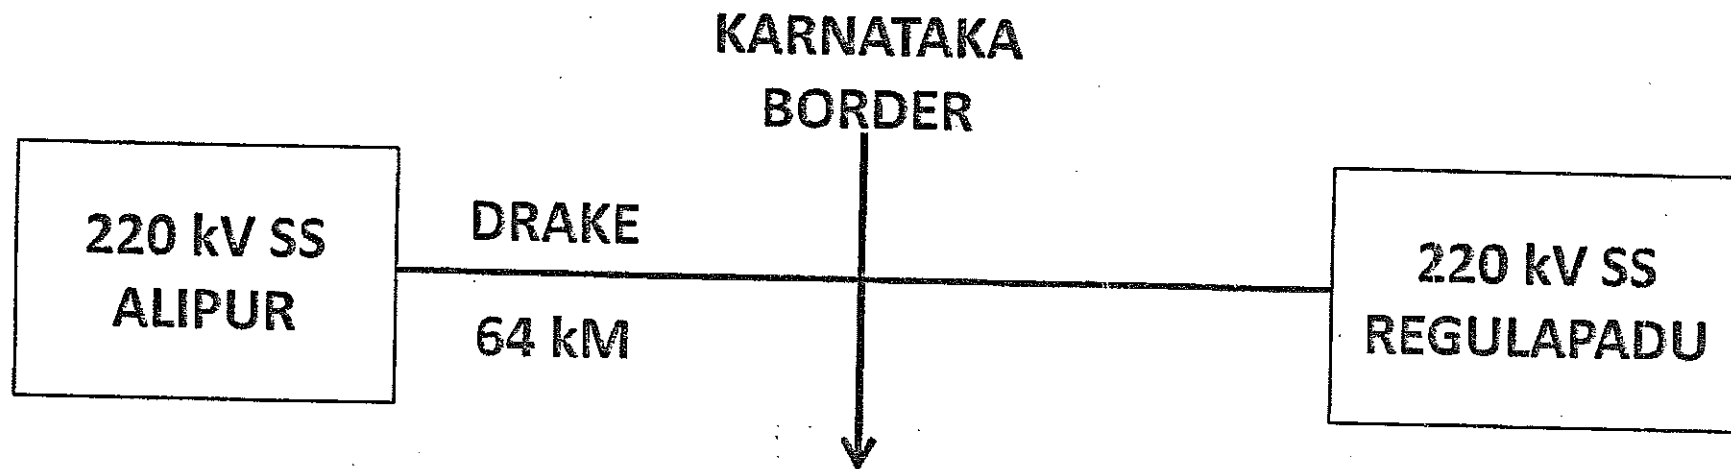 KARNATAKA
BORDER
220 kV SS
ALIPUR
DRAKE
64 kM
220 kV SS
REGULAPADU